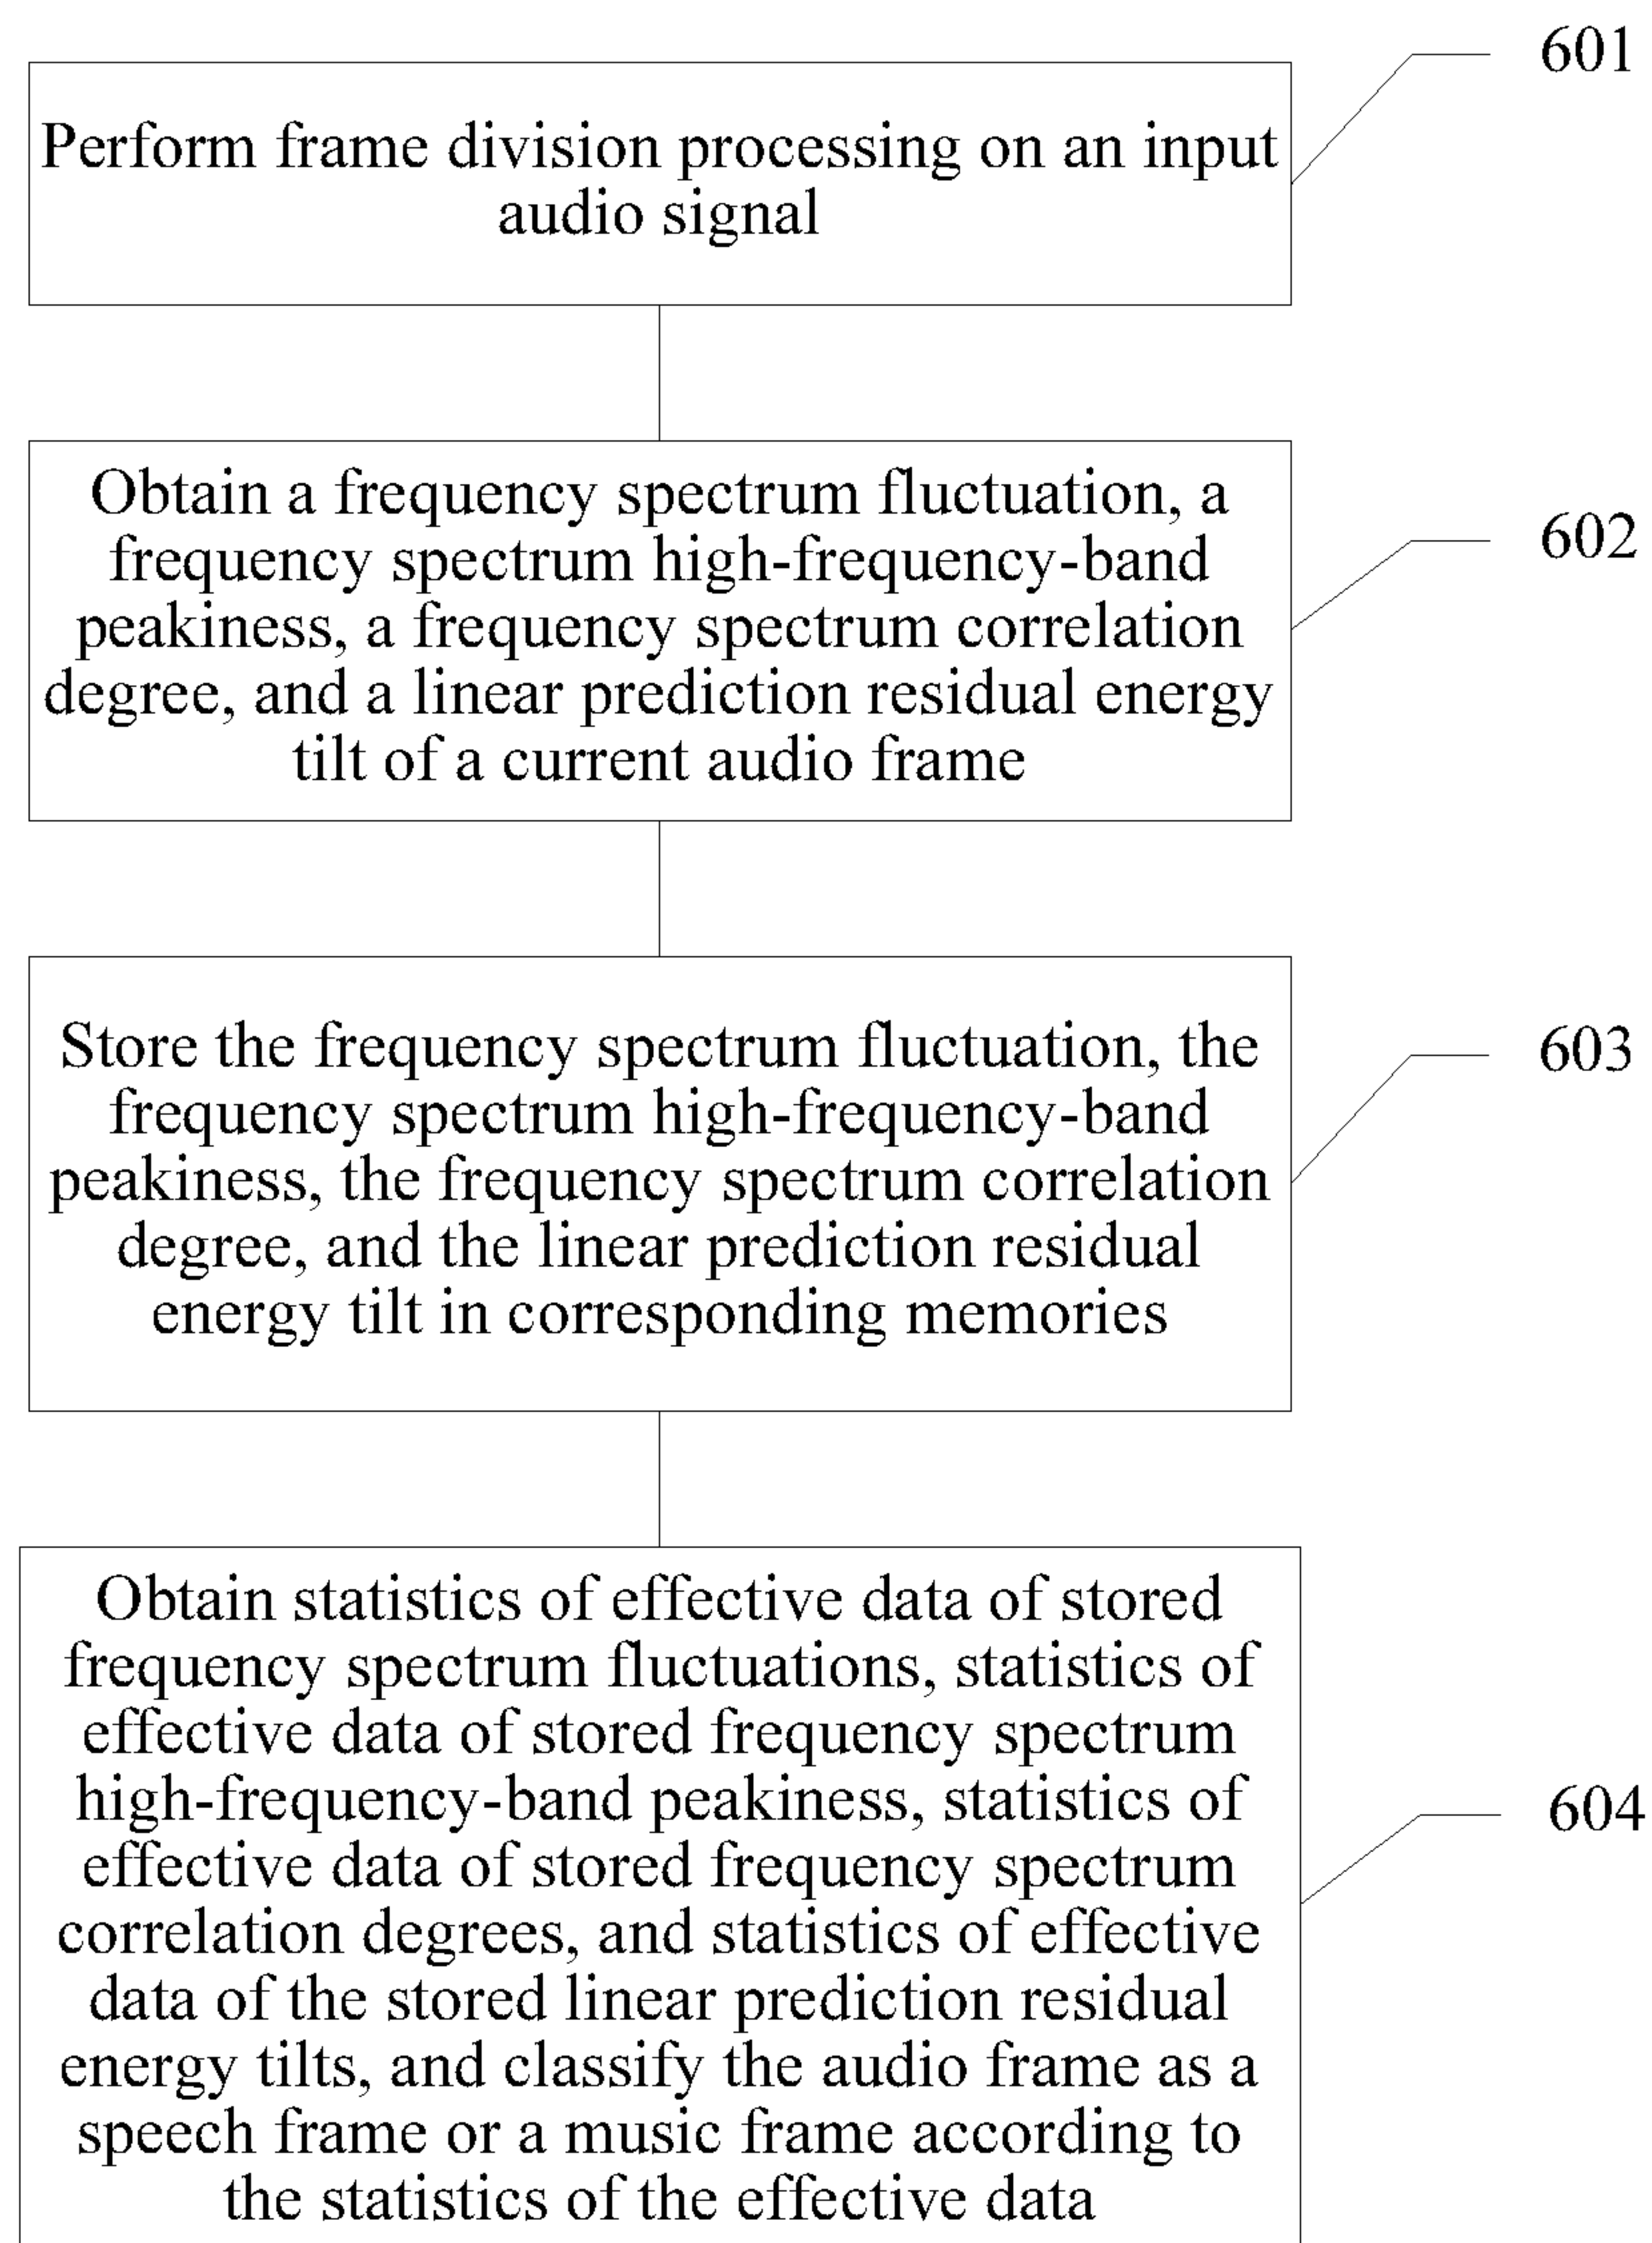 601
Perform frame division processing on an input
audio signal
Obtain a frequency spectrum fluctuation, a
frequency spectrum high-frequency-band
602
peakiness, a frequency spectrum correlation
degree, and a linear prediction residual energy
tilt of a current audio frame
Store the frequency spectrum fluctuation, the
603
frequency spectrum high-frequency-band
peakiness, the frequency spectrum correlation
degree, and the linear prediction residual
energy tilt in corresponding memories
Obtain statistics of effective data of stored
frequency spectrum fluctuations, statistics of
effective data of stored frequency spectrum
high-frequency-band peakiness, statistics of
604
effective data of stored frequency spectrum
correlation degrees, and statistics of effective
data of the stored linear prediction residual
energy tilts, and classify the audio frame as a
speech frame or a music frame according to
the statistics of the effective data